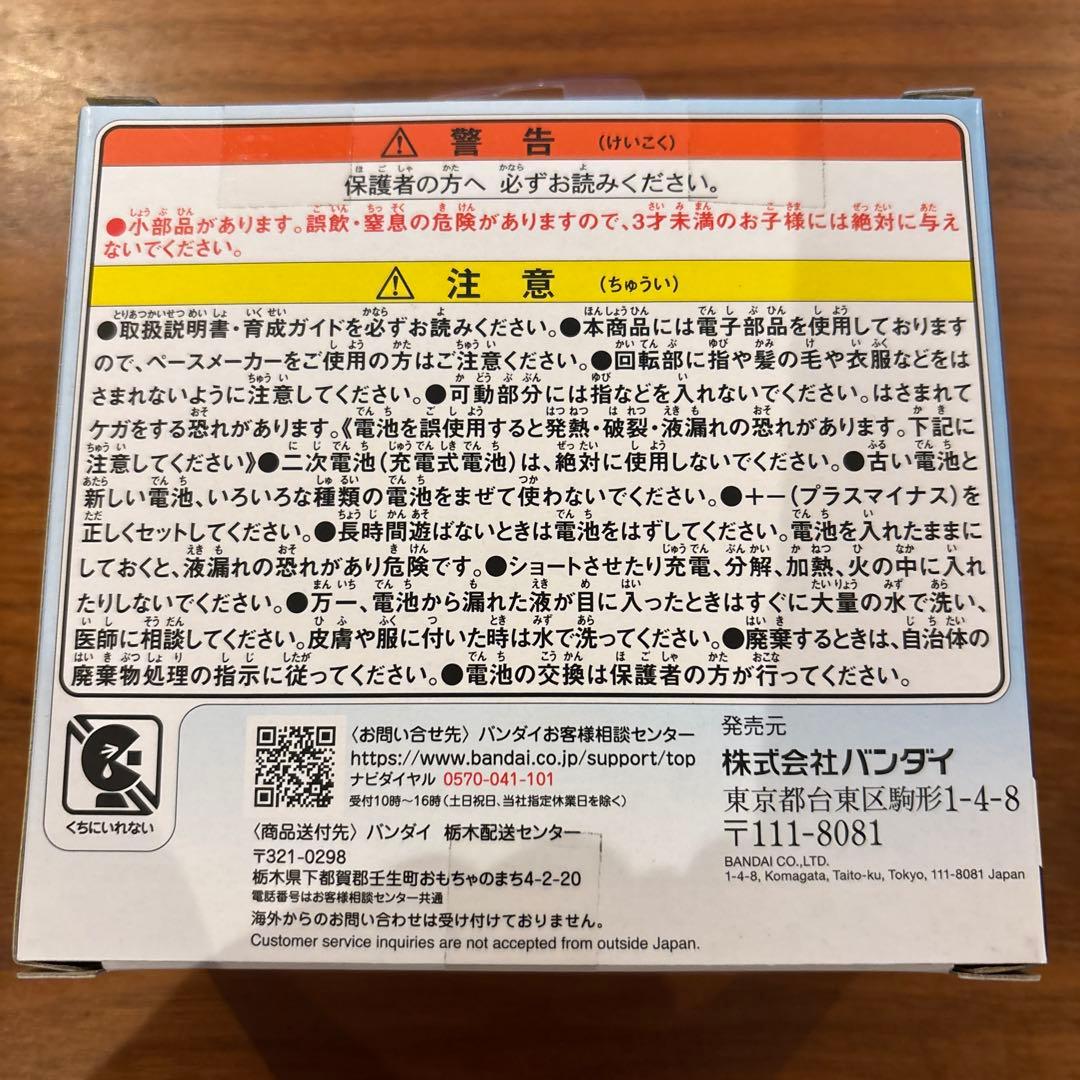 警告 (けいこく)
保護者の方へ 必ずお読みください。
●小部品があります。誤飲・窒息の危険がありますので、3才未満のお子様には絶対に与え
ないでください。
注意 (ちゅうい)
●取扱説明書・育成ガイドを必ずお読みください。●本商品には電子部品を使用しております
ので、ペースメーカーをご使用の方はご注意ください。●回転部に指や髪の毛や衣服などをは
さまれないように注意してください。●可動部分には指などを入れないでください。はさまれて
ケガをする恐れがあります。《電池を誤使用すると発熱・破裂・液漏れの恐れがあります。下記に
注意してください》●二次電池(充電式電池)は、絶対に使用しないでください。●古い電池と
新しい電池、いろいろな種類の電池をまぜて使わないでください。●+−(プラスマイナス)を
正しくセットしてください。●長時間遊ばないときは電池をはずしてください。電池を入れたままに
しておくと、液漏れの恐れがあり危険です。●ショートさせたり充電、分解、加熱、火の中に入れ
たりしないでください。●万一、電池から漏れた液が目に入ったときはすぐに大量の水で洗い、
医師に相談してください。皮膚や服に付いた時は水で洗ってください。●廃棄するときは、自治体の
廃棄物処理の指示に従ってください。●電池の交換は保護者の方が行ってください。
くちにいれない
〈お問い合せ先〉バンダイお客様相談センター
https://www.bandai.co.jp/support/top
ナビダイヤル 0570-041-101
受付10時〜16時(土日祝日、当社指定休業日を除く)
〈商品送付先〉バンダイ 栃木配送センター
〒321-0298
栃木県下都賀郡壬生町おもちゃのまち4-2-20
電話番号はお客様相談センター共通
海外からのお問い合わせは受け付けておりません。
Customer service inquiries are not accepted from outside Japan.
発売元
株式会社バンダイ
東京都台東区駒形1-4-8
〒111-8081
BANDAI CO.,LTD.
1-4-8, Komagata, Taito-ku, Tokyo, 111-8081 Japan